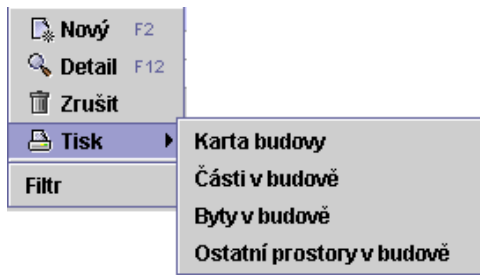 Nový F2
Detail F12
Zrušit
Tisk
Filtr
Karta budovy
Části v budově
Byty v budově
Ostatní prostory v budově